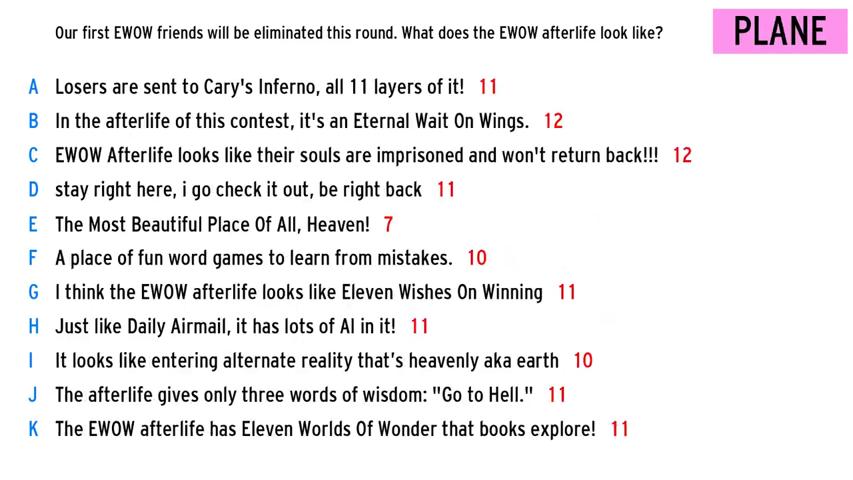 Our first EWOW friends will be eliminated this round. What does the EWOW afterlife look like?
PLANE
A Losers are sent to Cary's Inferno, all 11 layers of it! 11
B In the afterlife of this contest, it's an Eternal Wait On Wings. 12
C EWOW Afterlife looks like their souls are imprisoned and won't return back!!! 12
D stay right here, i go check it out, be right back 11
E The Most Beautiful Place Of All, Heaven! 7
F A place of fun word games to learn from mistakes. 10
G I think the EWOW afterlife looks like Eleven Wishes On Winning 11
H Just like Daily Airmail, it has lots of AI in it! 11
I It looks like entering alternate reality that's heavenly aka earth 10
J The afterlife gives only three words of wisdom: "Go to Hell." 11
K The EWOW afterlife has Eleven Worlds Of Wonder that books explore! 11